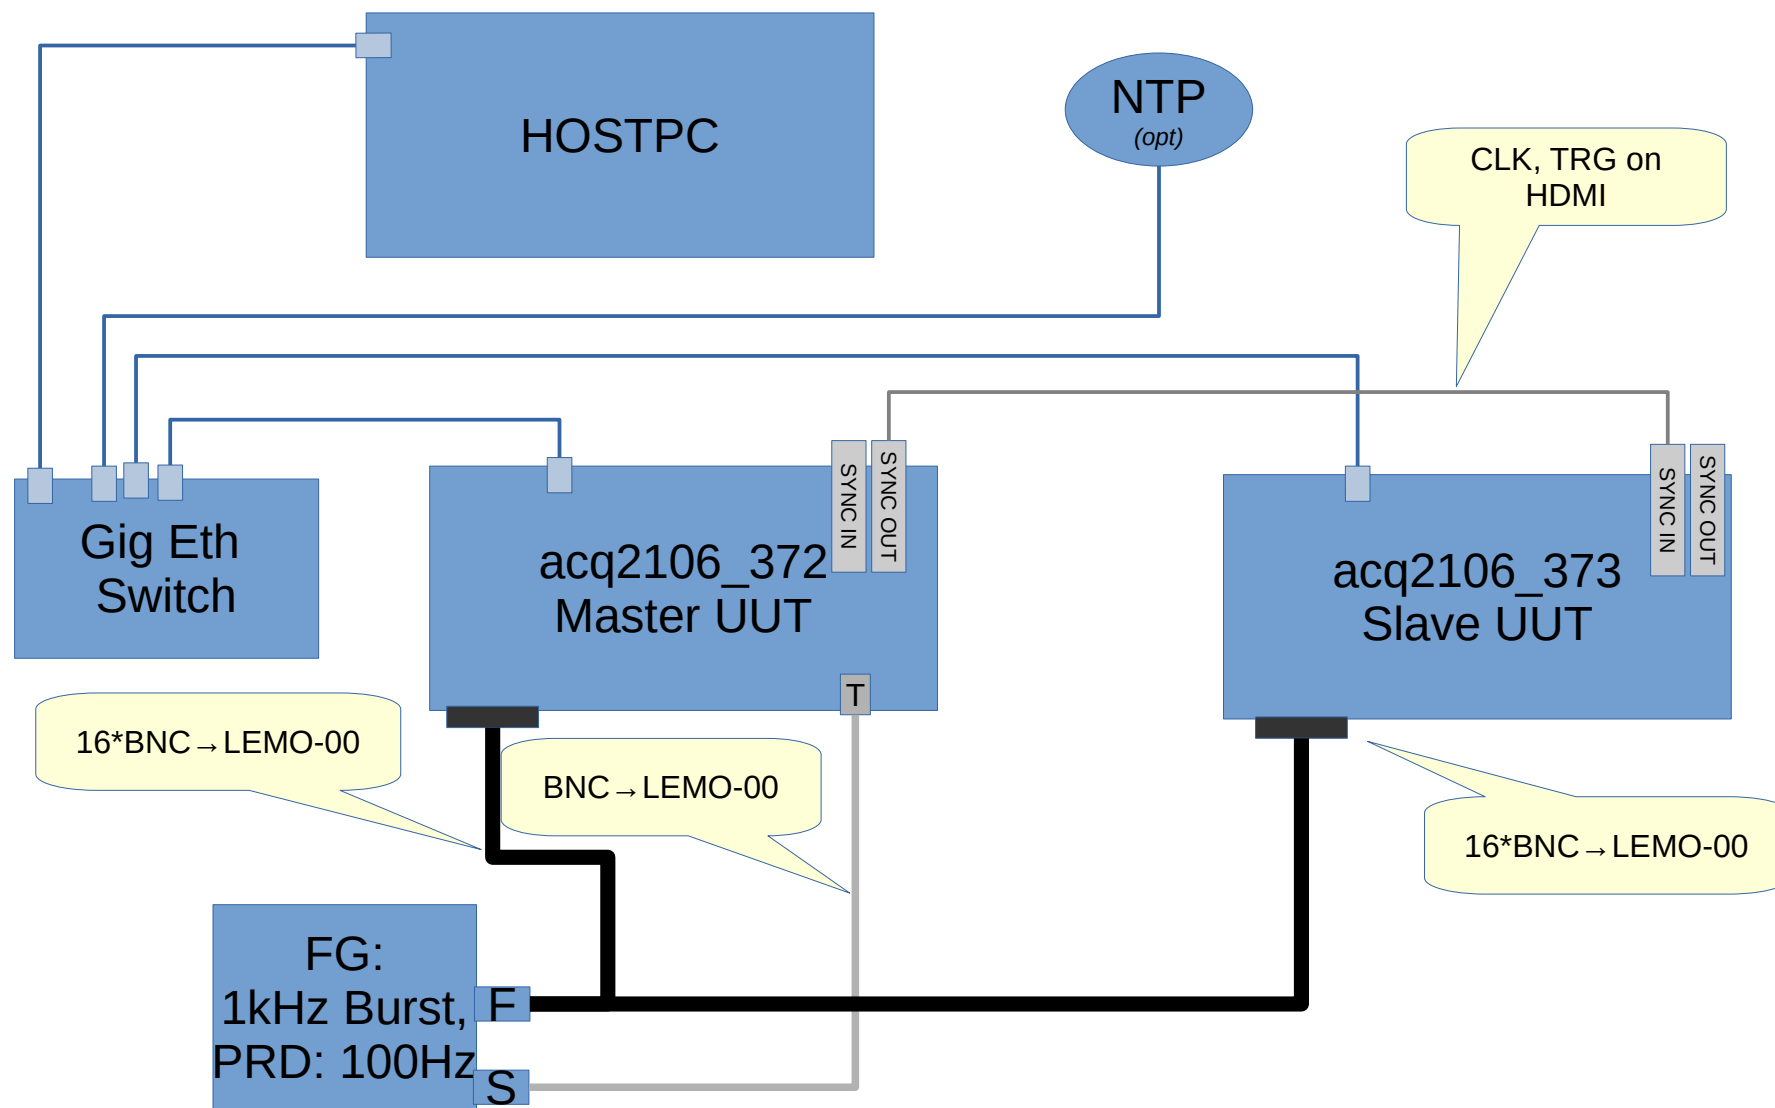 HOSTPC
NTP
(opt)
CLK, TRG on
HDMI
Gig Eth
Switch
acq2106_372
Master UUT
SYNC IN
SYNC OUT
T
acq2106_373
Slave UUT
SYNC IN
SYNC OUT
16*BNC→LEMO-00
BNC→LEMO-00
16*BNC→LEMO-00
FG:
1kHz Burst,
PRD: 100Hz
F
S